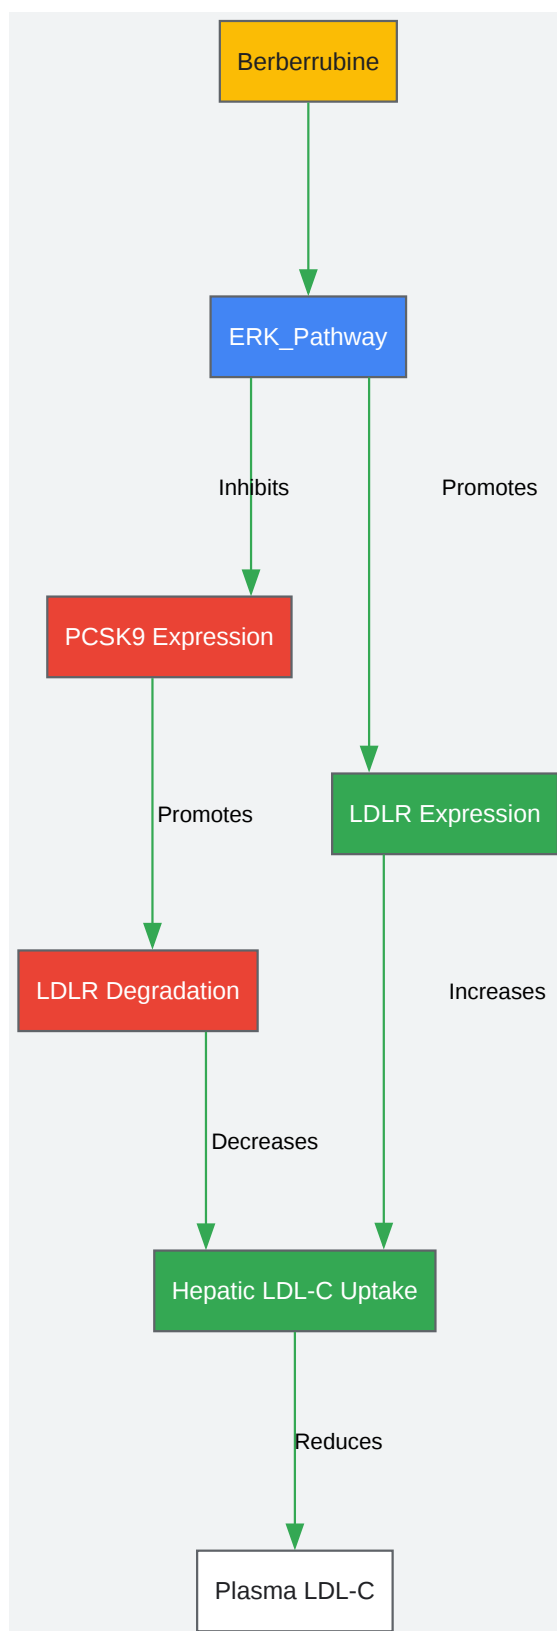 Berberrubine
ERK_Pathway
Inhibits
Promotes
PCSK9 Expression
Promotes
LDLR Expression
LDLR Degradation
Increases
Decreases
Hepatic LDL-C Uptake
Reduces
Plasma LDL-C